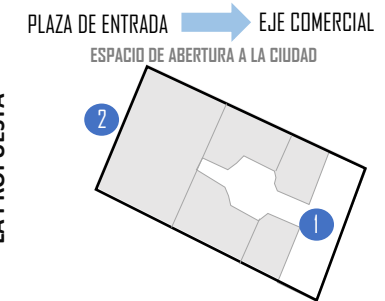 PLAZA DE ENTRADA EJE COMERCIAL
ESPACIO DE ABERTURA A LA CIUDAD
LA PROPUESTA
2
1